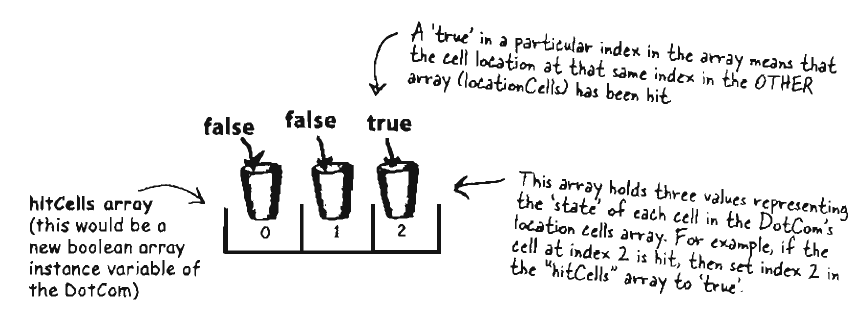 A 'true' in a particular index in the array means that
the cell location at that same index in the OTHER
array (locationCells) has been hit
false
false
true
hitCells array
(this would be a
new boolean array
instance variable of
the DotCom)
0
1
2
This array holds three values representing
the 'state' of each cell in the DotCom's
location cells array. For example, if the
cell at index 2 is hit, then set index 2 in
the "hitCells" array to 'true'.